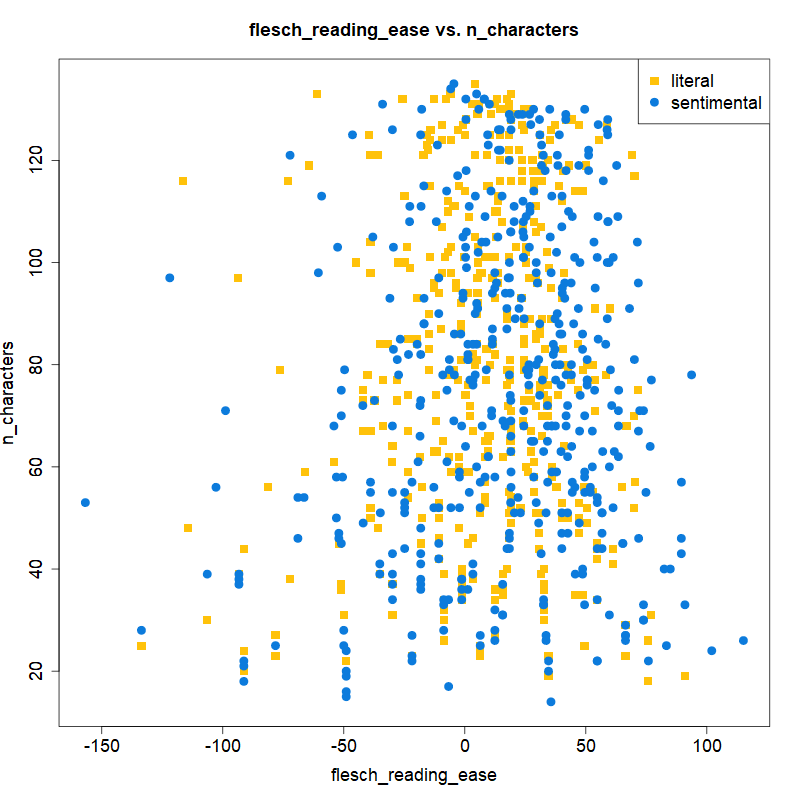 flesch_reading_ease vs. n_characters
literal
sentimental
n_characters
120
100
80
60
40
20
-150
-100
-50
0
50
100
flesch_reading_ease